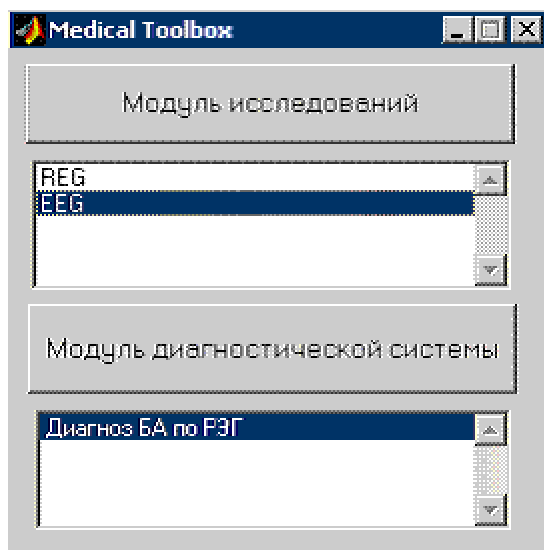 Medical Toolbox
Модуль исследований
REG
EEG
Модуль диагностической системы
Диагноз БА по РЭГ